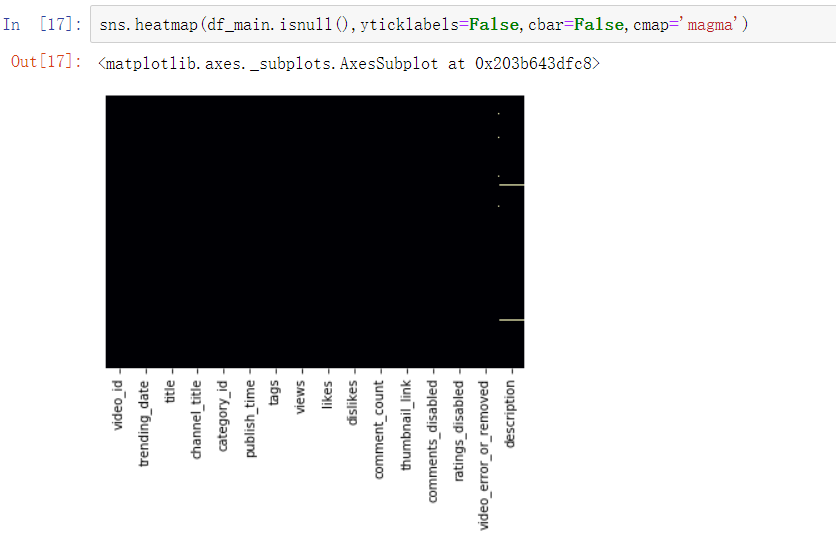 In [17]: sns.heatmap(df_main.isnull(),yticklabels=False,cbar=False,cmap='magma')
Out[17]: <matplotlib.axes._subplots.AxesSubplot at 0x203b643dfc8>
video_id
trending_date
title
channel_title
category_id
publish_time
tags
views
likes
dislikes
comment_count
thumbnail_link
comments_disabled
ratings_disabled
video_error_or_removed
description